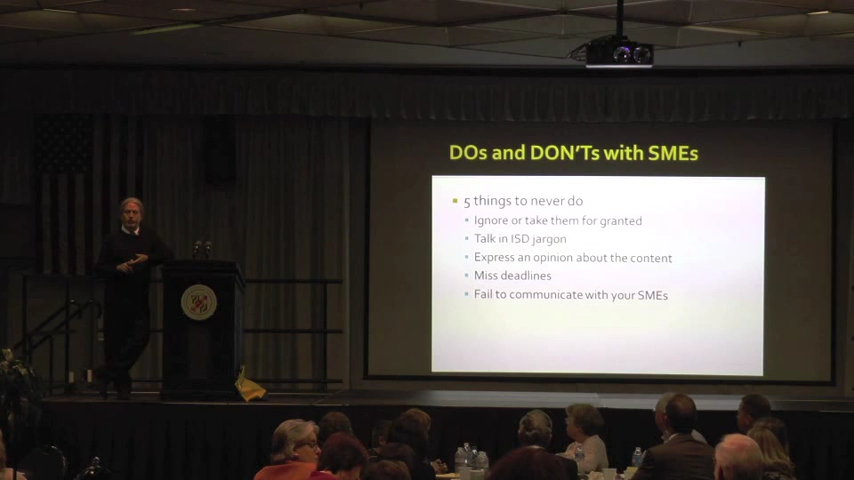 DOs and DON'Ts with SMEs
5 things to never do
Ignore or take them for granted
Talk in ISD jargon
Express an opinion about the content
Miss deadlines
Fail to communicate with your SMEs